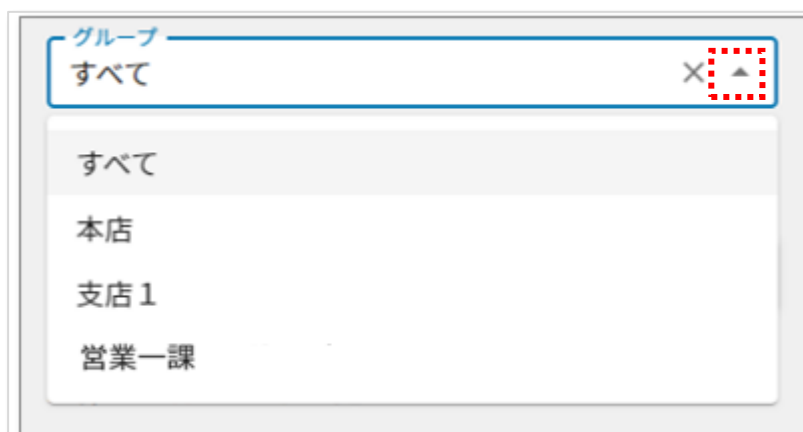 グループ
すべて
すべて
本店
支店１
営業一課